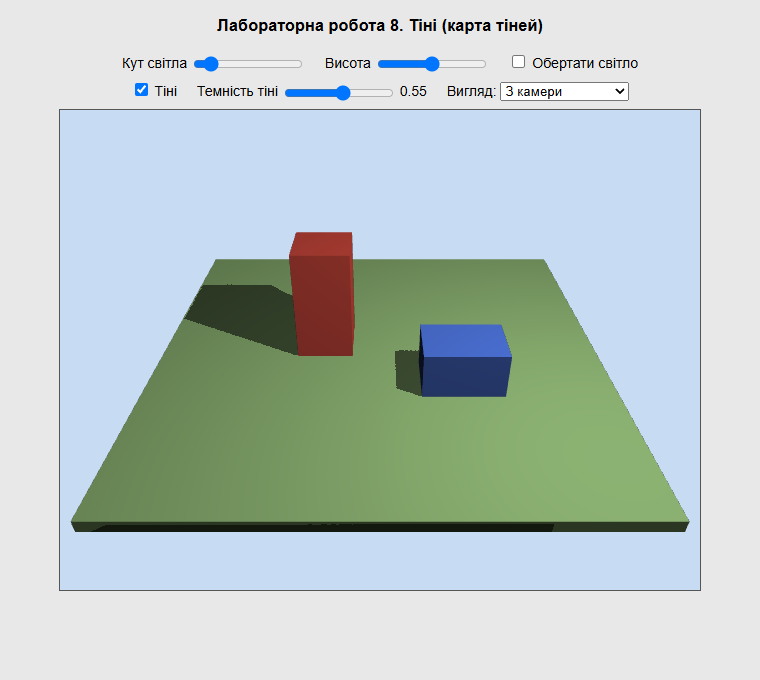 Лабораторна робота 8. Тіні (карта тіней)
Кут світла Висота Обертати світло
Тіні Темність тіні 0.55 Вигляд: З камери